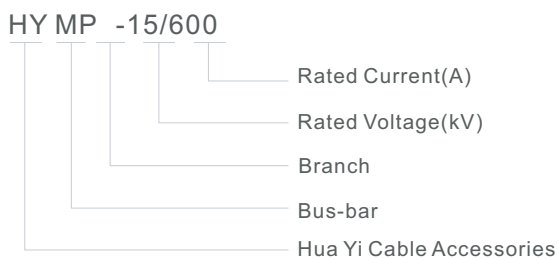 HY MP -15/600
Rated Current(A)
Rated Voltage(kV)
Branch
Bus-bar
Hua Yi Cable Accessories